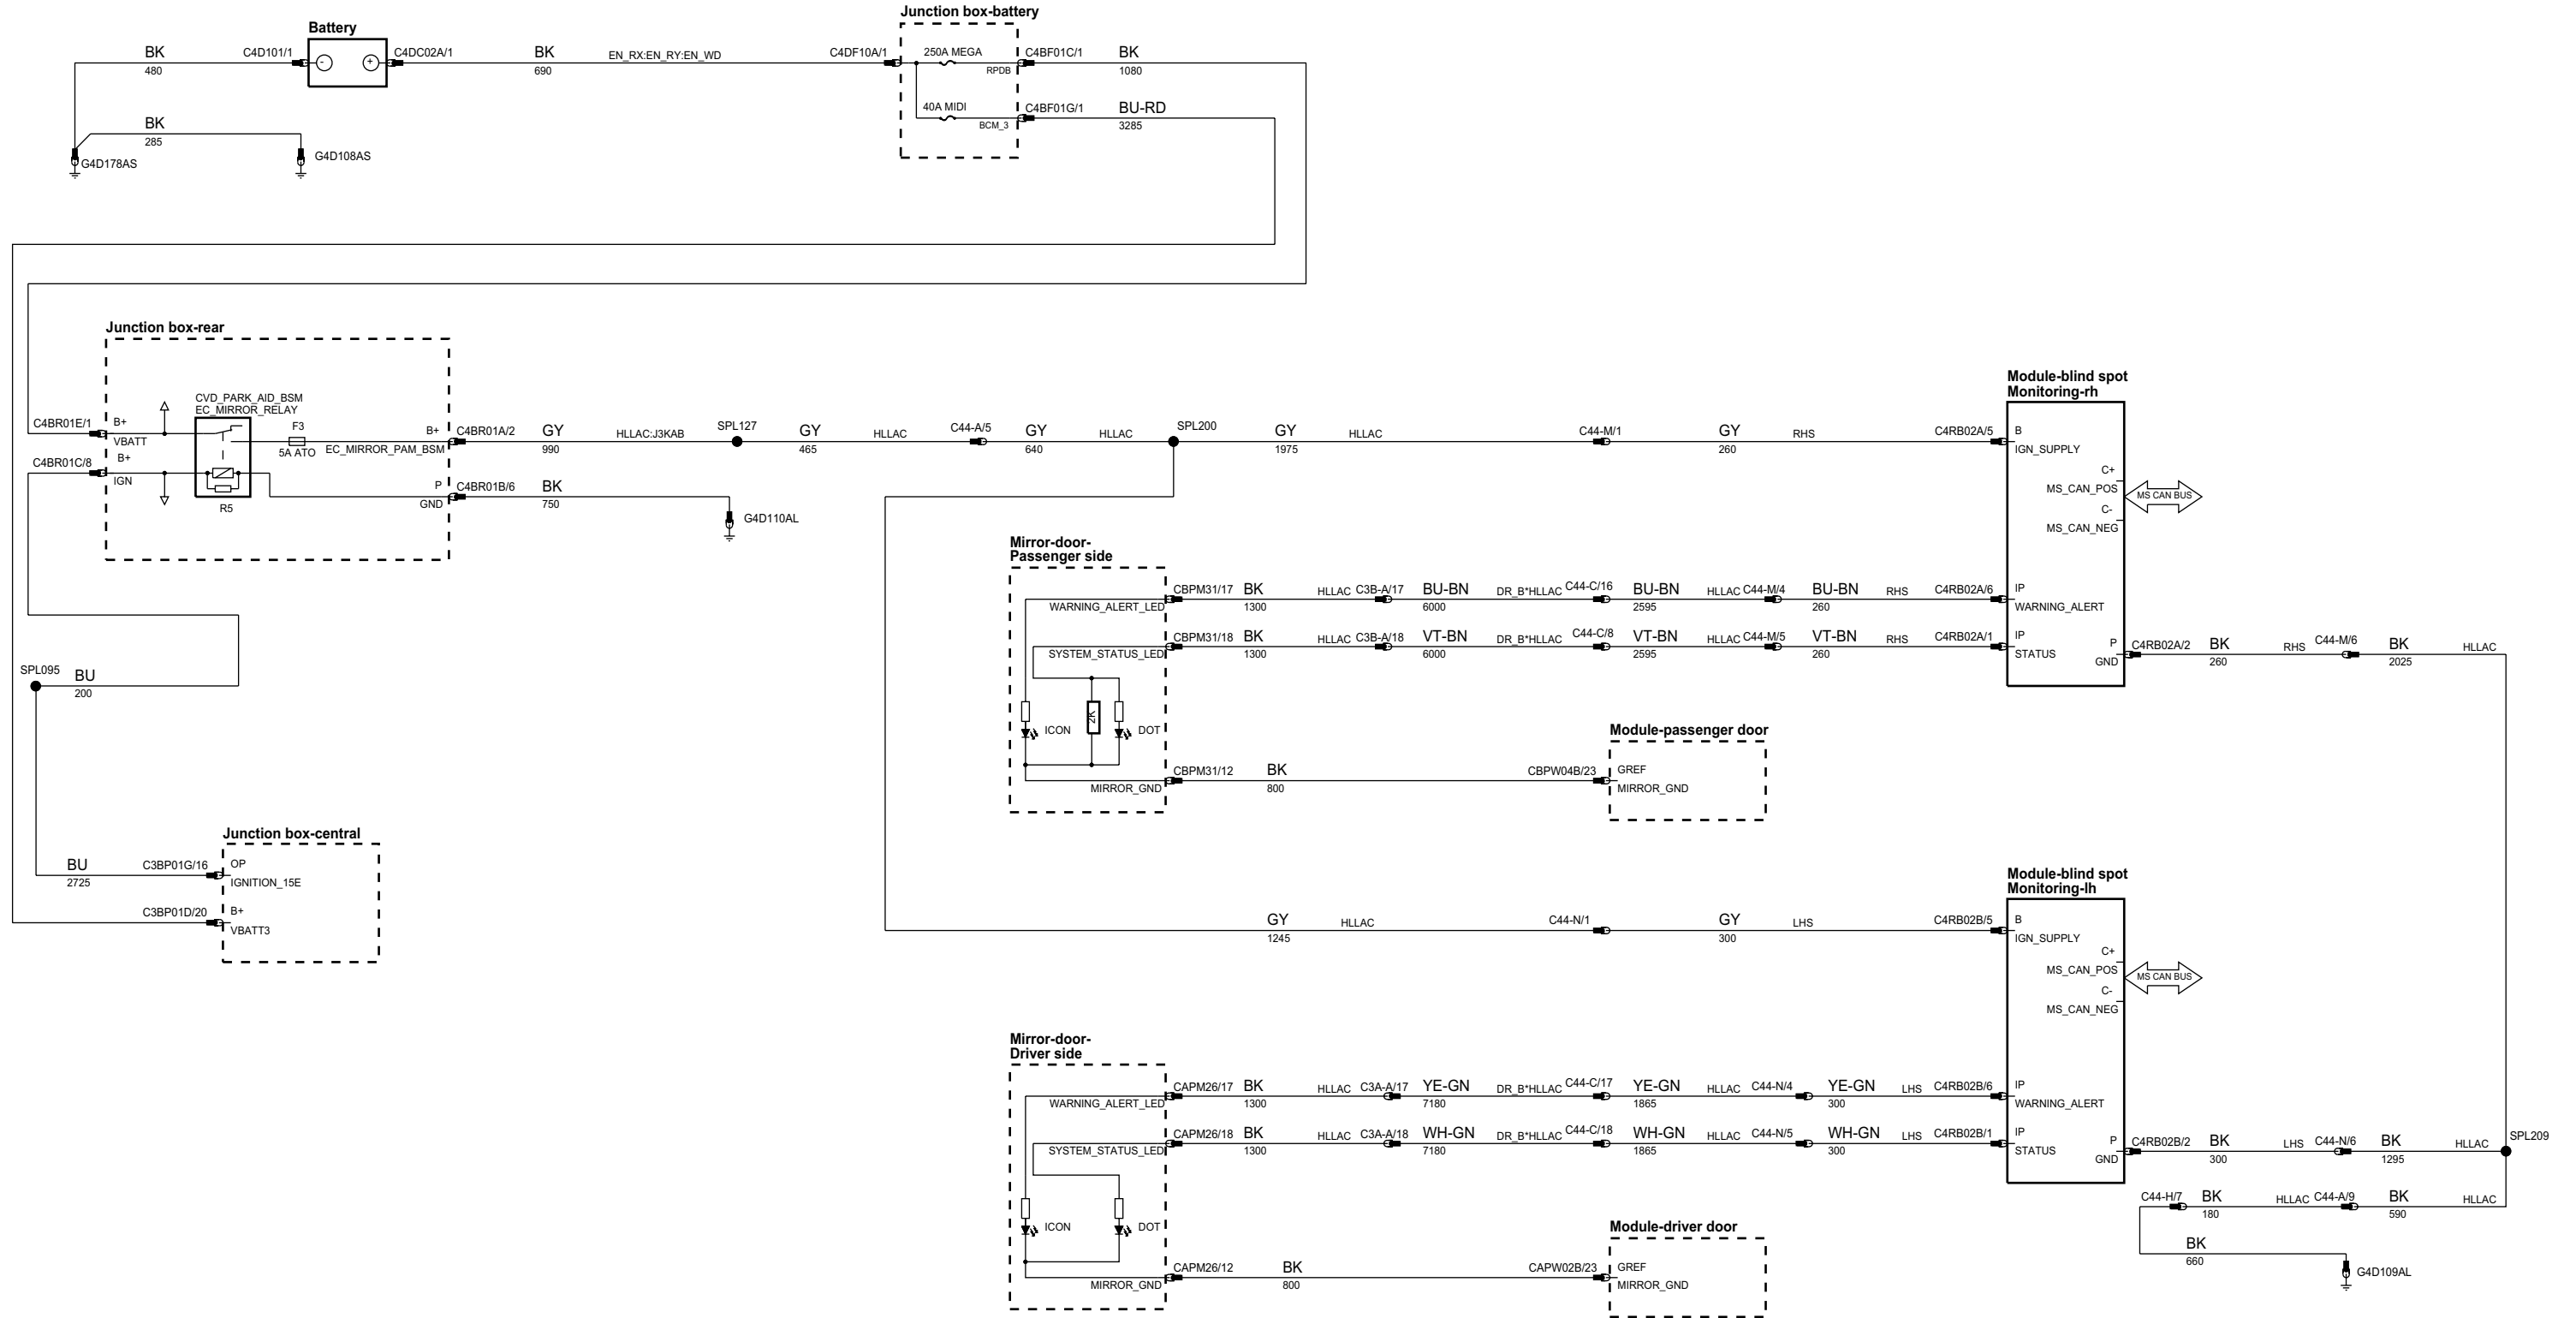 Battery
Junction box-battery
BK
480
C4D101/1
-
+
C4DC02A/1
BK
690
EN_RX:EN_RY:EN_WD
C4DF10A/1
250A MEGA
RPDB
C4BF01C/1
BK
1080
40A MIDI
BCM_3
C4BF01G/1
BU-RD
3285
BK
285
G4D178AS
G4D108AS
Junction box-rear
CVD_PARK_AID_BSM
EC_MIRROR_RELAY
C4BR01E/1
B+
VBATT
F3
5A ATO
B+
EC_MIRROR_PAM_BSM
C4BR01A/2
GY
990
HLLAC:J3KAB
SPL127
GY
465
HLLAC
C44-A/5
GY
640
HLLAC
SPL200
GY
1975
HLLAC
C44-M/1
GY
260
RHS
C4RB02A/5
C4BR01C/8
B+
IGN
R5
P
GND
C4BR01B/6
BK
750
G4D110AL
Module-blind spot
Monitoring-rh
B
IGN_SUPPLY
C+
MS_CAN_POS
MS CAN BUS
C-
MS_CAN_NEG
IP
WARNING_ALERT
IP
STATUS
P
GND
C4RB02A/2
BK
260
RHS
C44-M/6
BK
2025
HLLAC
Mirror-door-
Passenger side
WARNING_ALERT_LED
CBPM31/17
BK
1300
HLLAC
C3B-A/17
BU-BN
6000
DR_B*HLLAC
C44-C/16
BU-BN
2595
HLLAC
C44-M/4
BU-BN
260
RHS
C4RB02A/6
SYSTEM_STATUS_LED
CBPM31/18
BK
1300
HLLAC
C3B-A/18
VT-BN
6000
DR_B*HLLAC
C44-C/8
VT-BN
2595
HLLAC
C44-M/5
VT-BN
260
RHS
C4RB02A/1
ICON
2K
DOT
MIRROR_GND
CBPM31/12
BK
800
CBPW04B/23
Module-passenger door
GREF
MIRROR_GND
SPL095
BU
200
Junction box-central
BU
2725
C3BP01G/16
OP
IGNITION_15E
C3BP01D/20
B+
VBATT3
GY
1245
HLLAC
C44-N/1
GY
300
LHS
C4RB02B/5
Module-blind spot
Monitoring-lh
B
IGN_SUPPLY
C+
MS_CAN_POS
MS CAN BUS
C-
MS_CAN_NEG
IP
WARNING_ALERT
IP
STATUS
P
GND
C4RB02B/2
BK
300
LHS
C44-N/6
BK
1295
HLLAC
SPL209
Mirror-door-
Driver side
WARNING_ALERT_LED
CAPM26/17
BK
1300
HLLAC
C3A-A/17
YE-GN
7180
DR_B*HLLAC
C44-C/17
YE-GN
1865
HLLAC
C44-N/4
YE-GN
300
LHS
C4RB02B/6
SYSTEM_STATUS_LED
CAPM26/18
BK
1300
HLLAC
C3A-A/18
WH-GN
7180
DR_B*HLLAC
C44-C/18
WH-GN
1865
HLLAC
C44-N/5
WH-GN
300
LHS
C4RB02B/1
ICON
DOT
MIRROR_GND
CAPM26/12
BK
800
CAPW02B/23
Module-driver door
GREF
MIRROR_GND
C44-H/7
BK
180
HLLAC
C44-A/9
BK
590
HLLAC
BK
660
G4D109AL